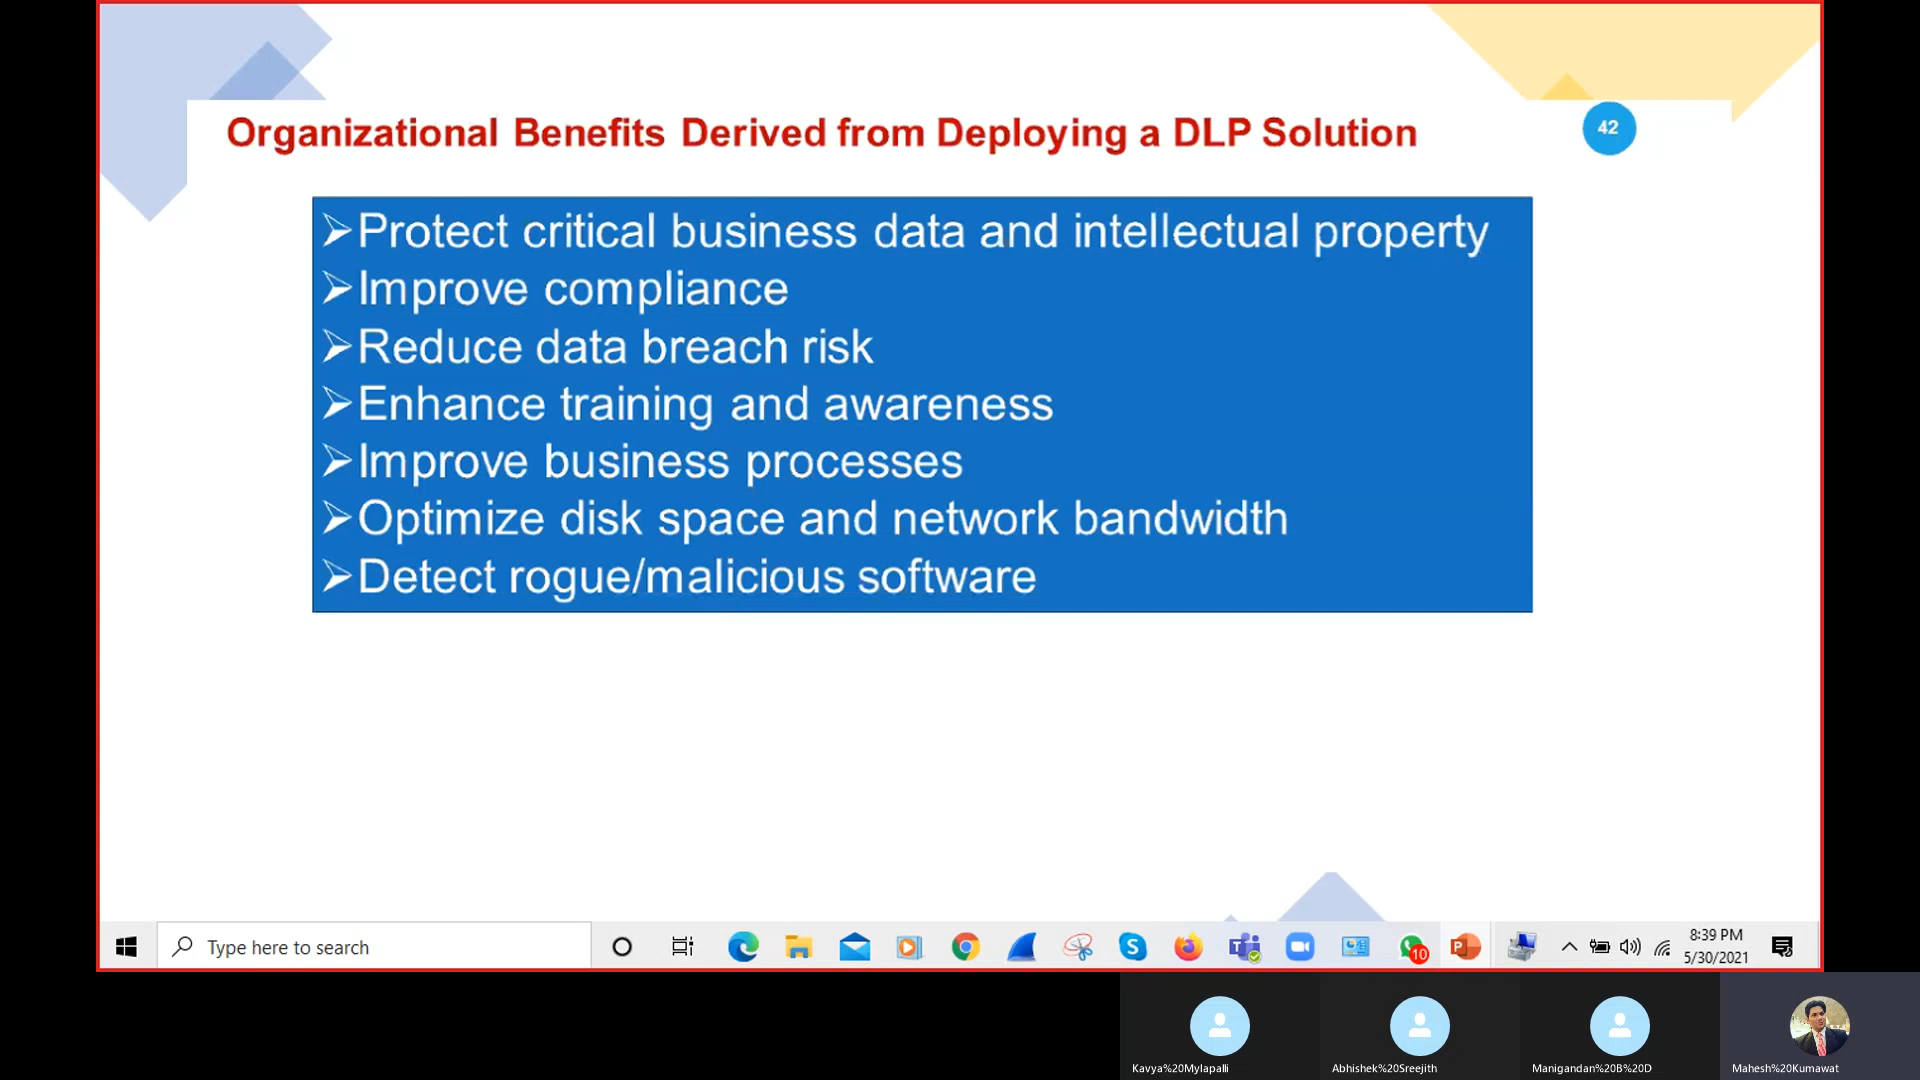 Organizational Benefits Derived from Deploying a DLP Solution
42
➢Protect critical business data and intellectual property
➢Improve compliance
➢Reduce data breach risk
➢Enhance training and awareness
➢Improve business processes
➢Optimize disk space and network bandwidth
➢Detect rogue/malicious software
Type here to search
10
8:39 PM
5/30/2021
Kavya%20Mylapalli
Abhishek%20Sreejith
Manigandan%20B%20D
Mahesh%20Kumawat